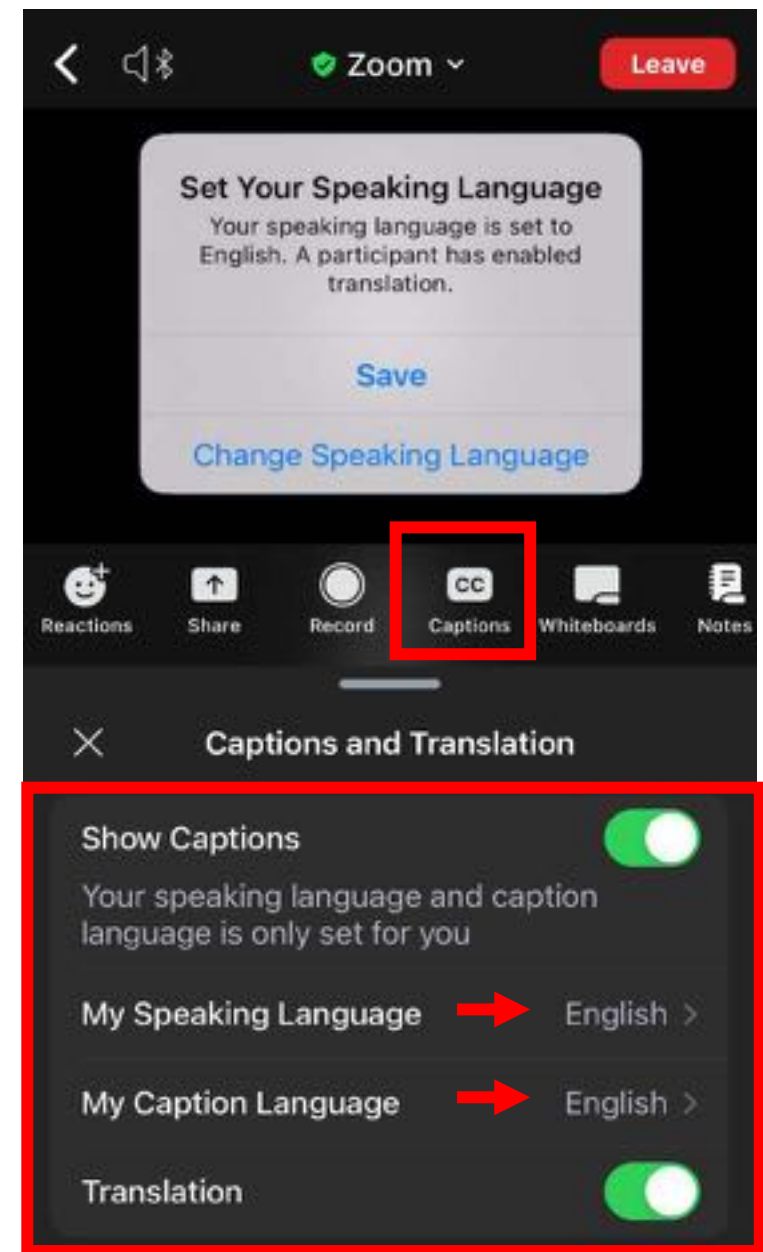 Zoom
Leave
Set Your Speaking Language
Your speaking language is set to
English. A participant has enabled
translation.
Save
Change Speaking Language
CC
Reactions Share Record Captions Whiteboards Notes
Captions and Translation
Show Captions
Your speaking language and caption
language is only set for you
My Speaking Language English
My Caption Language English
Translation